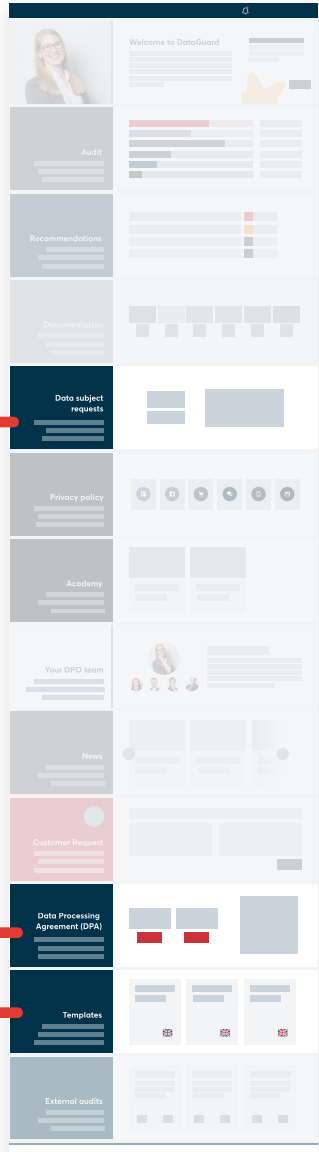 Welcome to DataGuard
Audit
Recommendations
Documentation
Data subject
requests
Privacy policy
Academy
Your DPO team
News
Customer Request
Data Processing
Agreement (DPA)
Templates
External audits